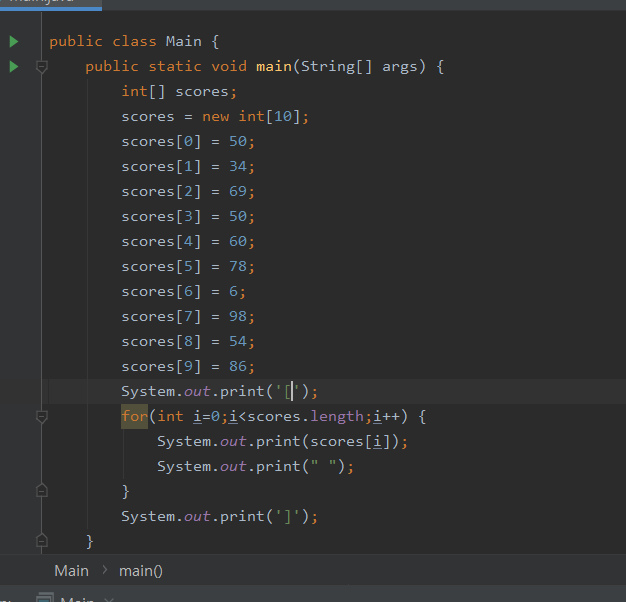 public class Main {
public static void main(String[] args) {
int[] scores;
scores = new int[10];
scores[0] = 50;
scores[1] = 34;
scores[2] = 69;
scores[3] = 50;
scores[4] = 60;
scores[5] = 78;
scores[6] = 6;
scores[7] = 98;
scores[8] = 54;
scores[9] = 86;
System.out.print('[');
for(int i=0;i<scores.length;i++) {
System.out.print(scores[i]);
System.out.print(" ");
}
System.out.print(']');
}
Main > main()
Main